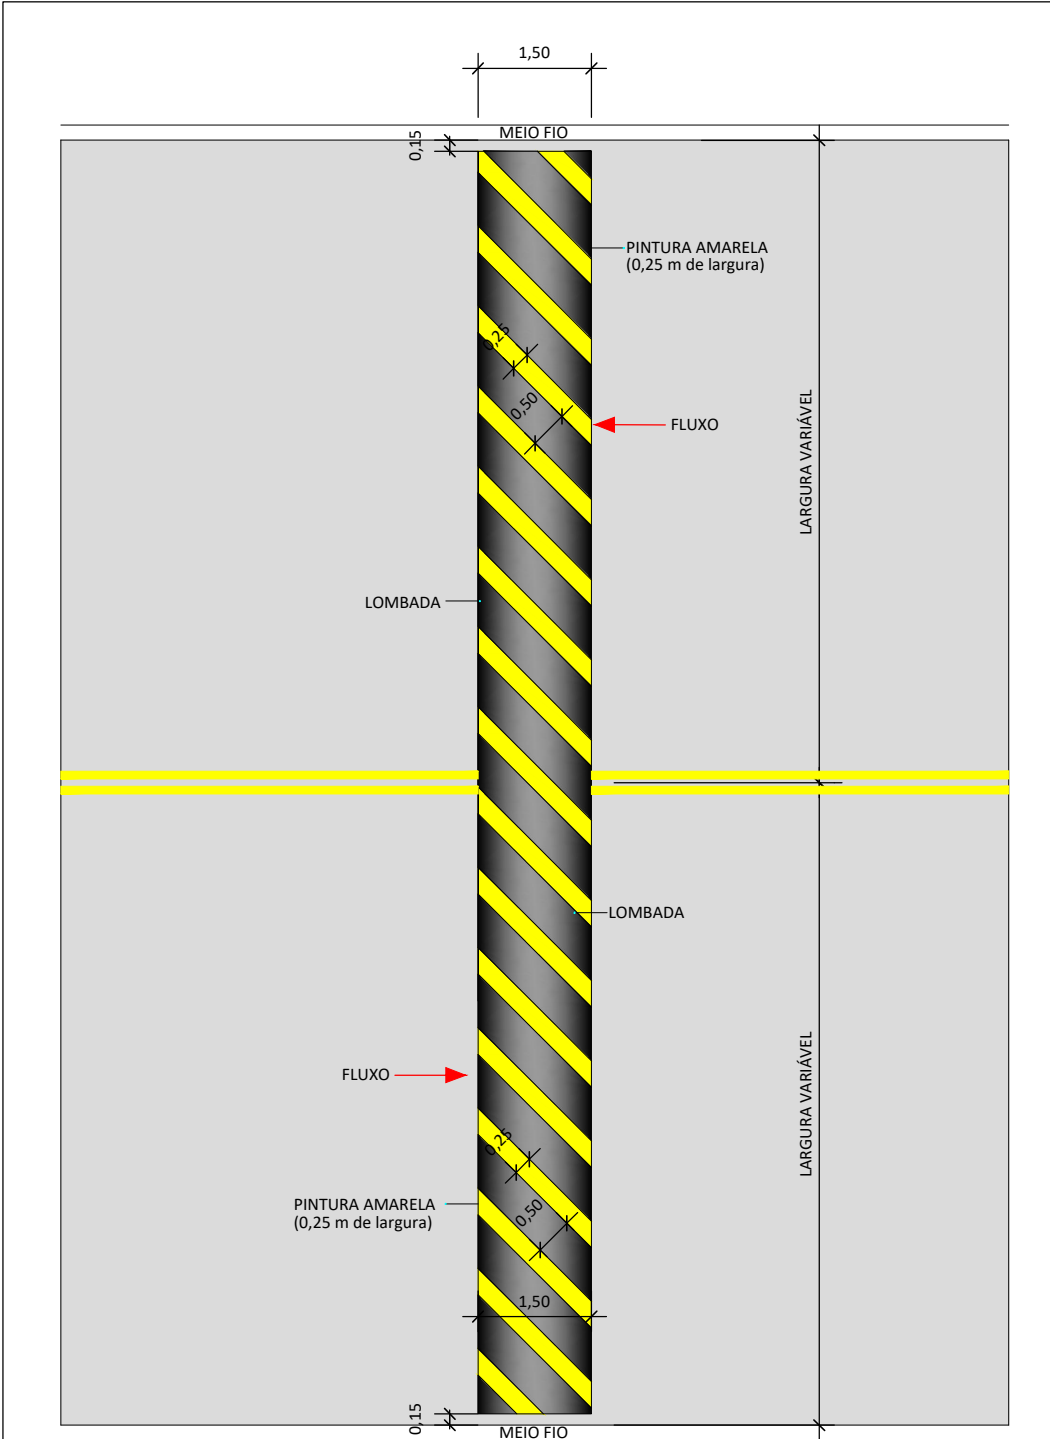 1,50
MEIO FIO
0,15
PINTURA AMARELA
(0,25 m de largura)
0,25
0,50
FLUXO
LARGURA VARIÁVEL
LOMBADA
LOMBADA
FLUXO
LARGURA VARIÁVEL
0,25
PINTURA AMARELA
(0,25 m de largura)
0,50
1,50
0,15
MEIO FIO